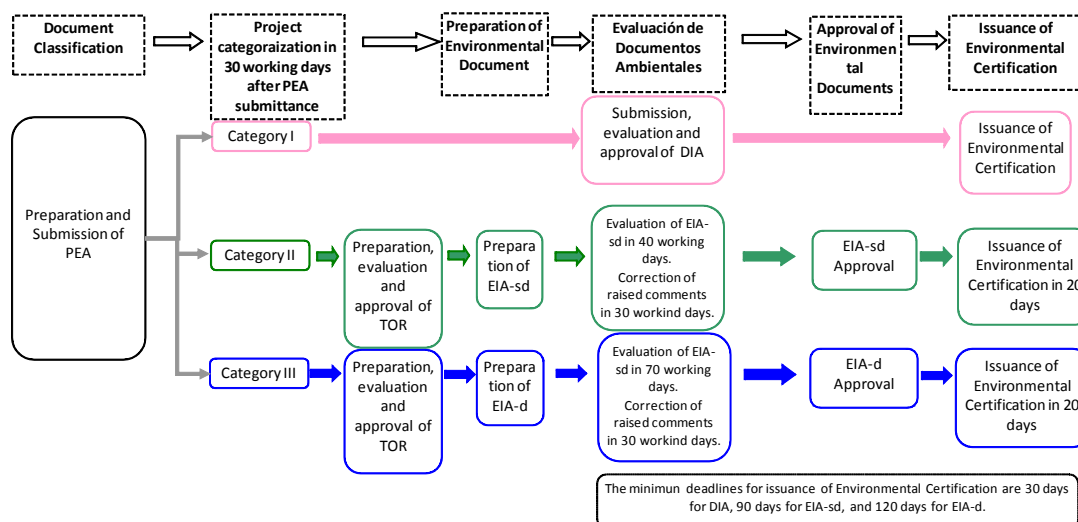 Document
Classification
Project
categoraization in
30 working days
after PEA
submittance
Preparation of
Environmental
Document
Evaluación de
Documentos
Ambientales
Approval of
Environmen
tal
Documents
Issuance of
Environmental
Certification
Preparation and
Submission of
PEA
Category I
Submission,
evaluation and
approval of DIA
Issuance of
Environmental
Certification
Category II
Preparation,
evaluation
and
approval of
TOR
Prepara
tion of
EIA-sd
Evaluation of EIA-
sd in 40 working
days.
Correction of
raised comments
in 30 workind days.
EIA-sd
Approval
Issuance of
Environmental
Certification in 20
days
Category III
Preparation,
evaluation
and
approval of
TOR
Prepara
tion of
EIA-d
Evaluation of EIA-
sd in 70 working
days.
Correction of
raised comments
in 30 workind days.
EIA-d
Approval
Issuance of
Environmental
Certification in 20
days
The minimun deadlines for issuance of Environmental Certification are 30 days
for DIA, 90 days for EIA-sd, and 120 days for EIA-d.